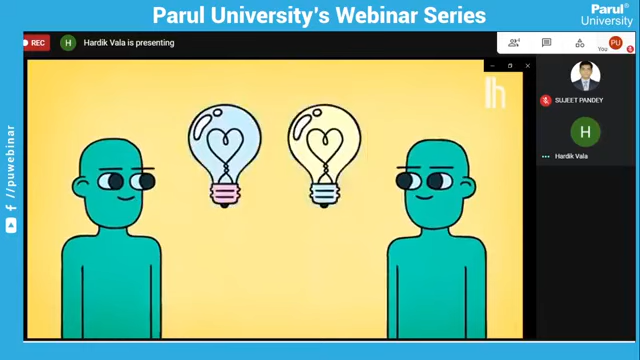 Parul University's Webinar Series
Parul®
University
REC
H
Hardik Vala is presenting
You
PU
lh
SUJEET PANDEY
H
Hardik Vala
//puwebinar